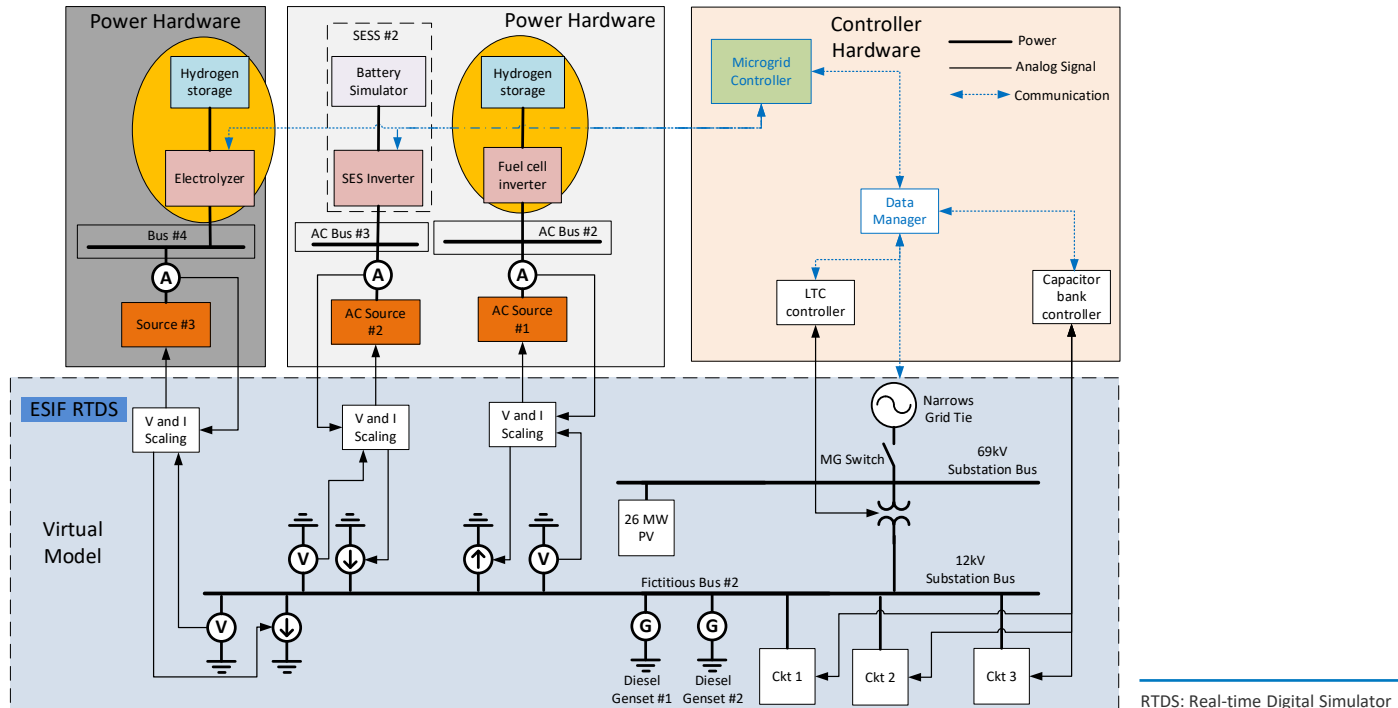 Power Hardware
Hydrogen
storage
Electrolyzer
Bus #4
A
Source #3
Power Hardware
SESS #2
Battery
Simulator
SES Inverter
AC Bus #3
A
AC Source
#2
Hydrogen
storage
Fuel cell
inverter
AC Bus #2
A
AC Source
#1
Controller
Hardware
Power
Analog Signal
Communication
Microgrid
Controller
Data
Manager
LTC
controller
Capacitor
bank
controller
ESIF RTDS
V and I
Scaling
V and I
Scaling
V and I
Scaling
Narrows
Grid Tie
MG Switch
69kV
Substation Bus
26 MW
PV
Virtual
Model
V
V
12kV
Substation Bus
Fictitious Bus #2
V
G
G
Diesel
Genset #1
Diesel
Genset #2
Ckt 1
Ckt 2
Ckt 3
RTDS: Real-time Digital Simulator